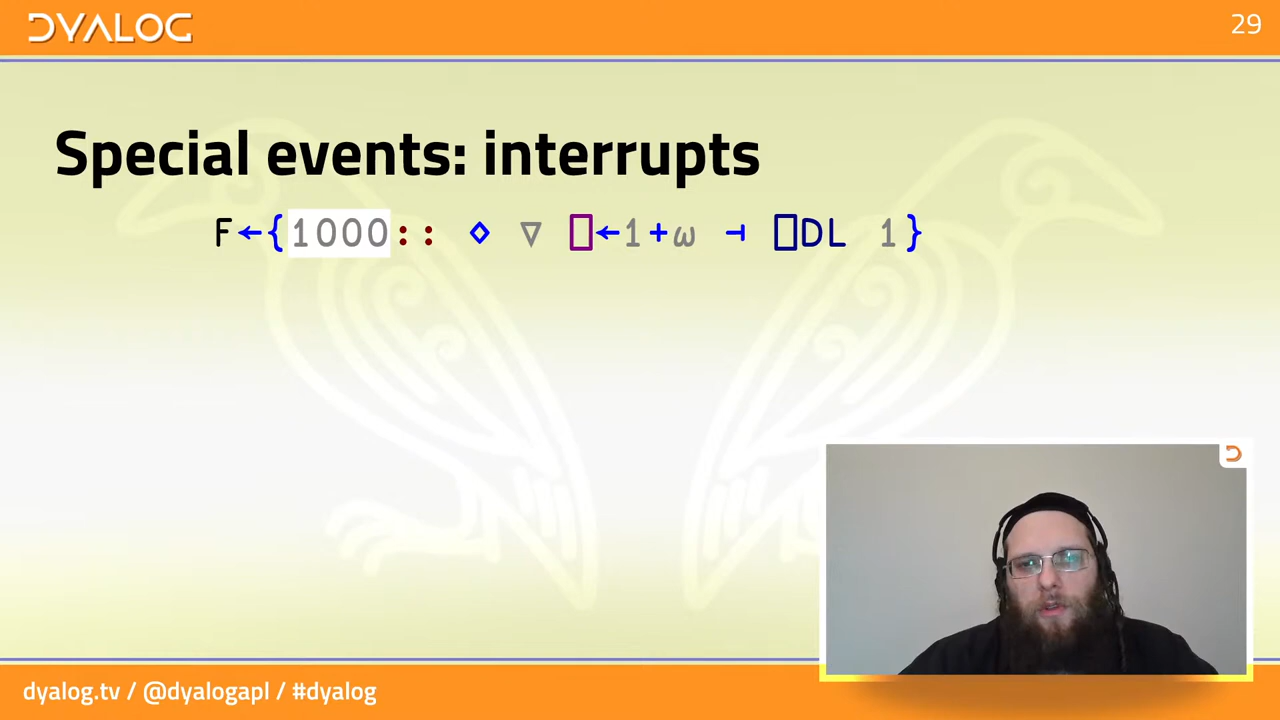 DYALOG
29
Special events: interrupts
F←{1000:: ⋄ ∇ ⎕←1+⍵ ⊣ ⎕DL 1}
dyalog.tv / @dyalogapl / #dyalog